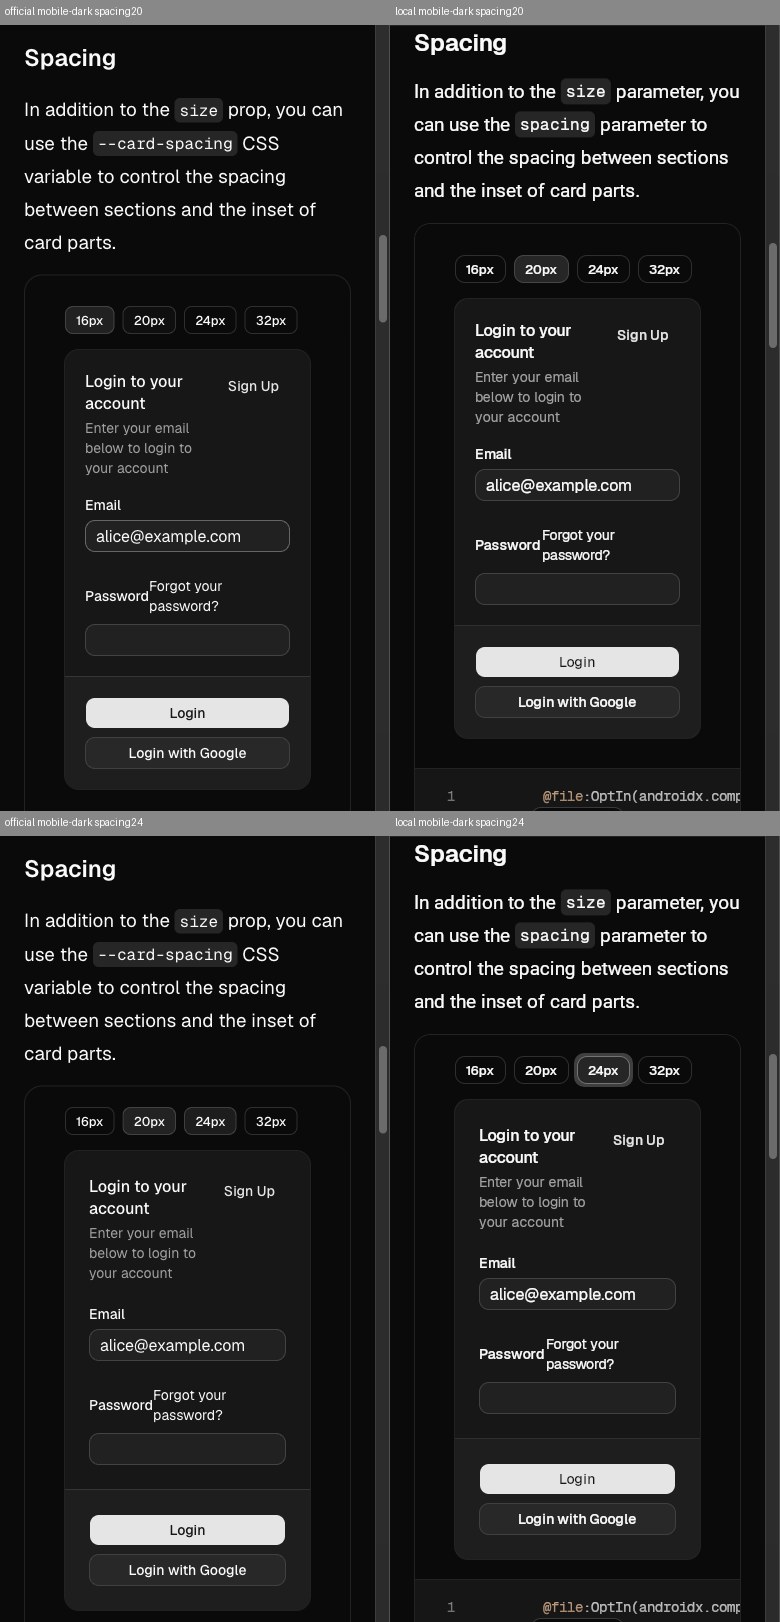 official mobile-dark spacing20
Spacing
In addition to the size prop, you can
use the --card-spacing CSS
variable to control the spacing
between sections and the inset of
card parts.
16px 20px 24px 32px
Login to your
account
Sign Up
Enter your email
below to login to
your account
Email
alice@example.com
Password
Forgot your
password?
Login
Login with Google
local mobile-dark spacing20
Spacing
In addition to the size parameter, you
can use the spacing parameter to
control the spacing between sections
and the inset of card parts.
16px 20px 24px 32px
Login to your
account
Sign Up
Enter your email
below to login to
your account
Email
alice@example.com
Password
Forgot your
password?
Login
Login with Google
1 @file:OptIn(androidx.comp
official mobile-dark spacing24
Spacing
In addition to the size prop, you can
use the --card-spacing CSS
variable to control the spacing
between sections and the inset of
card parts.
16px 20px 24px 32px
Login to your
account
Sign Up
Enter your email
below to login to
your account
Email
alice@example.com
Password
Forgot your
password?
Login
Login with Google
local mobile-dark spacing24
Spacing
In addition to the size parameter, you
can use the spacing parameter to
control the spacing between sections
and the inset of card parts.
16px 20px 24px 32px
Login to your
account
Sign Up
Enter your email
below to login to
your account
Email
alice@example.com
Password
Forgot your
password?
Login
Login with Google
1 @file:OptIn(androidx.comp